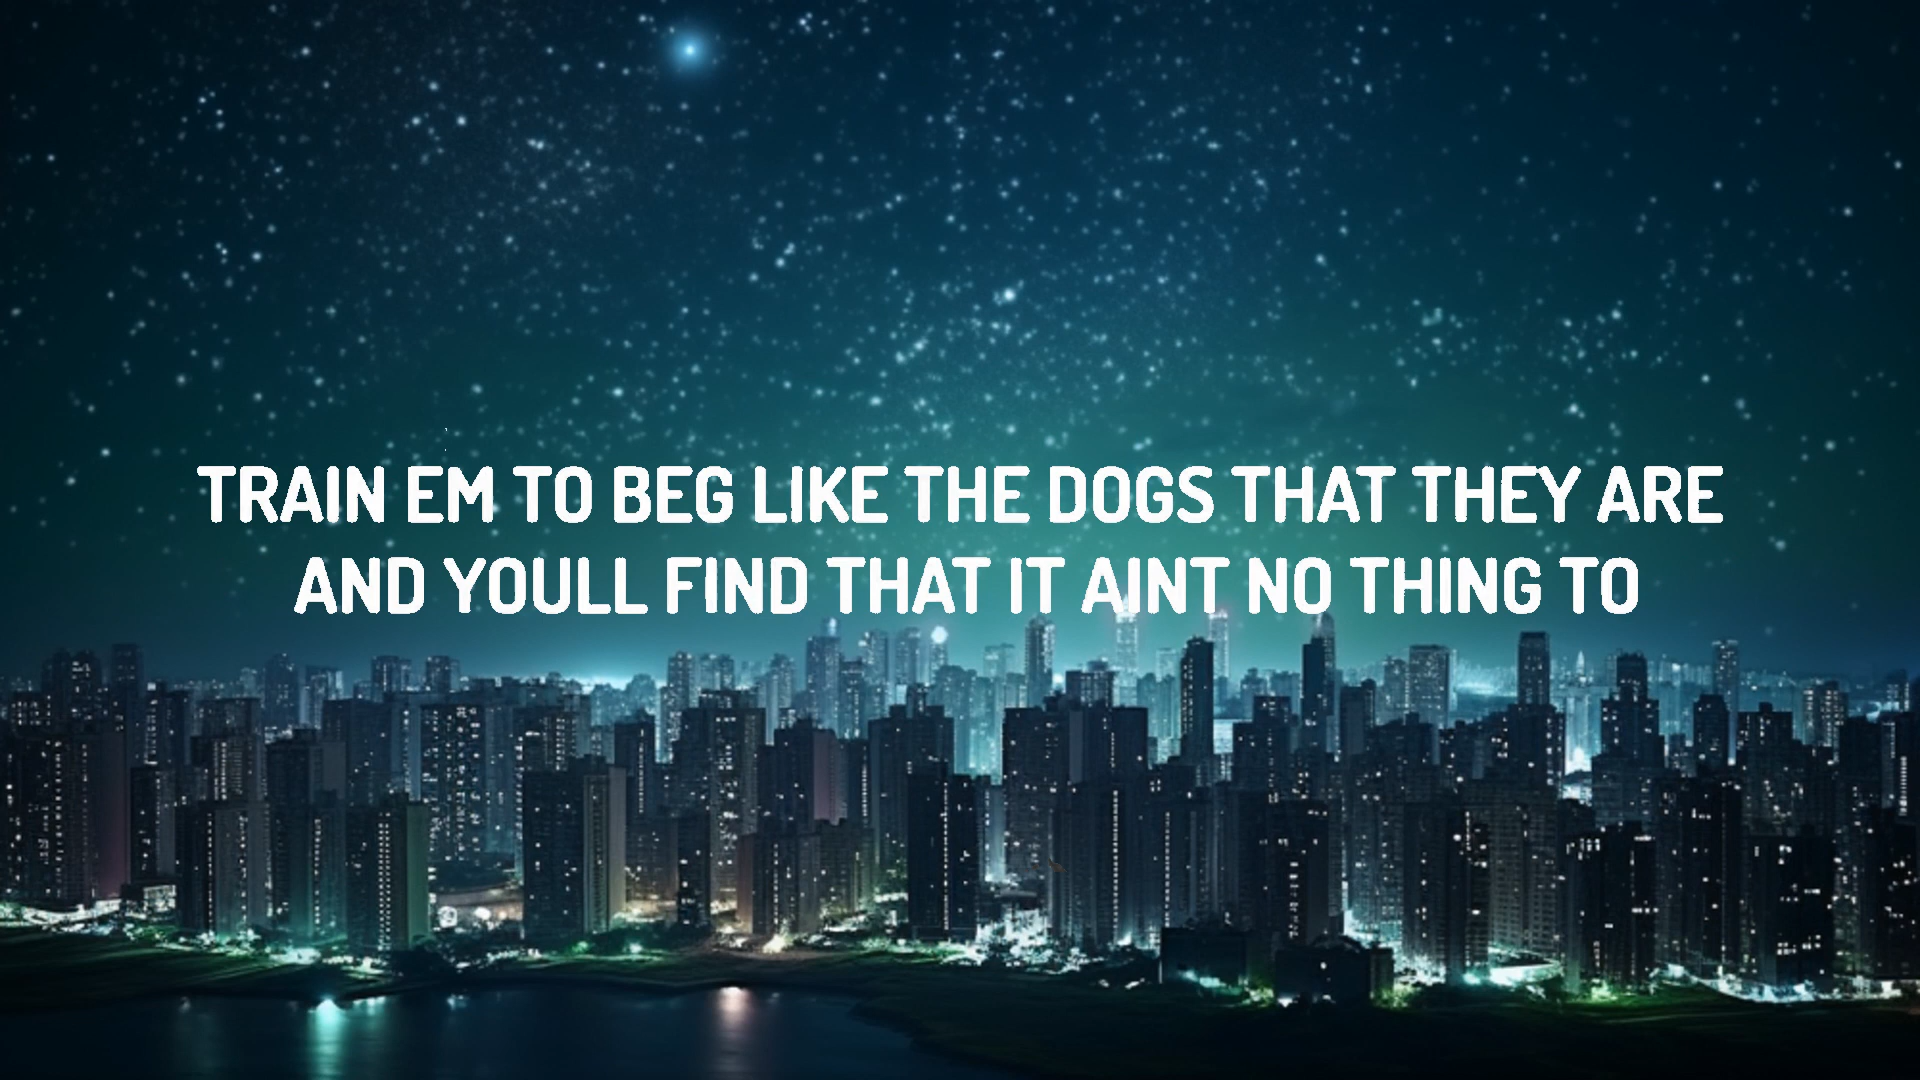 TRAIN EM TO BEG LIKE THE DOGS THAT THEY ARE
AND YOULL FIND THAT IT AINT NO THING TO